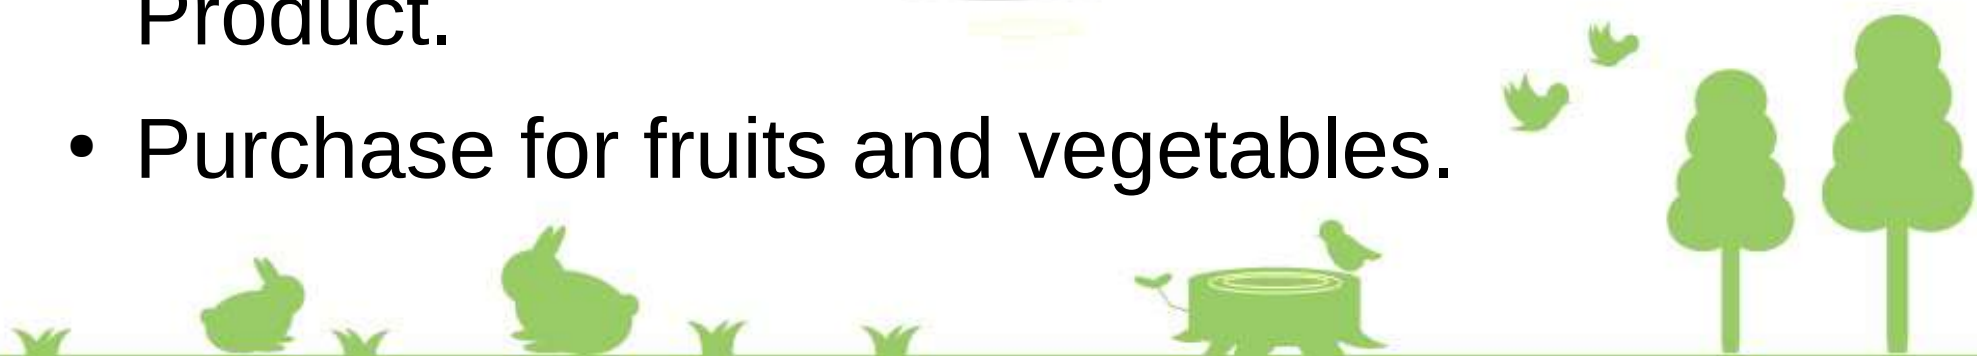 Product.
• Purchase for fruits and vegetables.